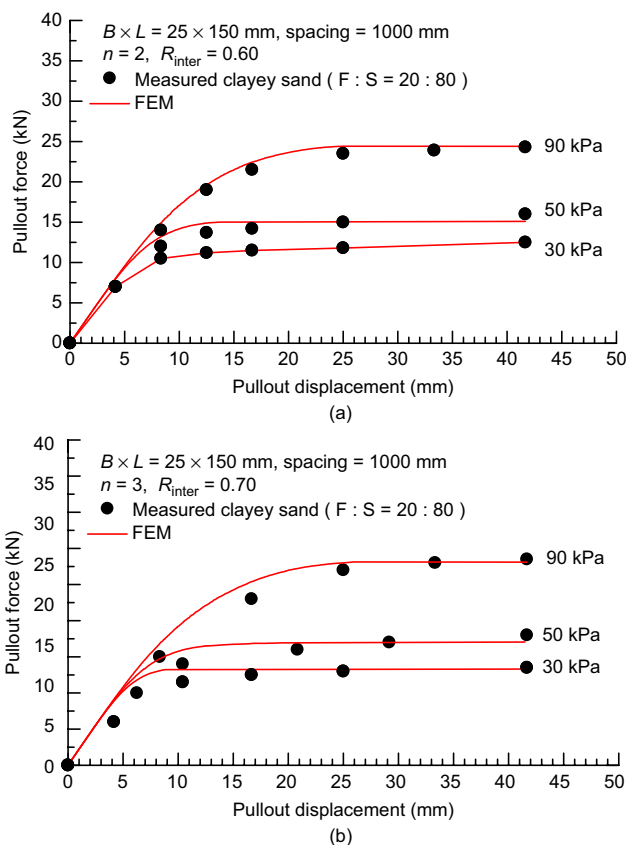 40
35
30
25
20
15
10
5
0
Pullout force (kN)
B × L = 25 × 150 mm, spacing = 1000 mm
n = 2, R inter = 0.60
Measured clayey sand ( F : S = 20 : 80 )
FEM
90 kPa
50 kPa
30 kPa
0 5 10 15 20 25 30 35 40 45 50
Pullout displacement (mm)
(a)
40
35
30
25
20
15
10
5
0
Pullout force (kN)
B × L = 25 × 150 mm, spacing = 1000 mm
n = 3, R inter = 0.70
Measured clayey sand ( F : S = 20 : 80 )
FEM
90 kPa
50 kPa
30 kPa
0 5 10 15 20 25 30 35 40 45 50
Pullout displacement (mm)
(b)